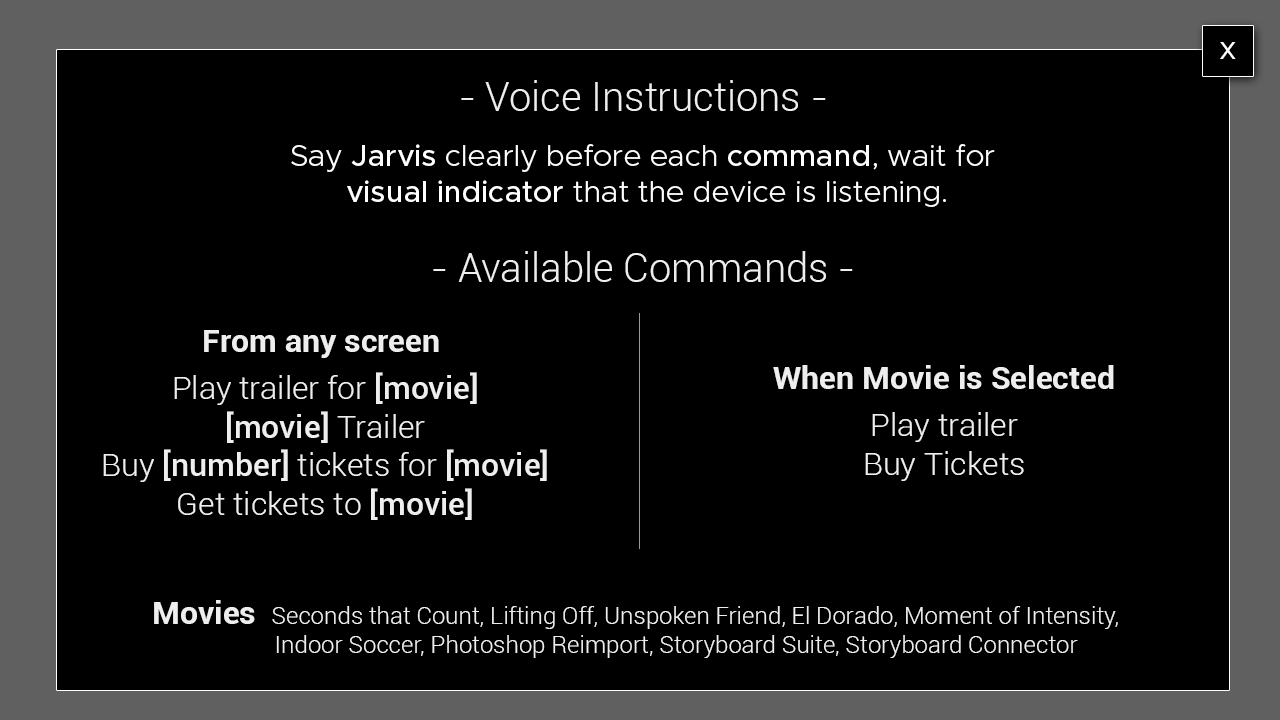 X
- Voice Instructions -
Say Jarvis clearly before each command, wait for
visual indicator that the device is listening.
- Available Commands -
From any screen
Play trailer for [movie]
[movie] Trailer
Buy [number] tickets for [movie]
Get tickets to [movie]
When Movie is Selected
Play trailer
Buy Tickets
Movies Seconds that Count, Lifting Off, Unspoken Friend, El Dorado, Moment of Intensity,
Indoor Soccer, Photoshop Reimport, Storyboard Suite, Storyboard Connector